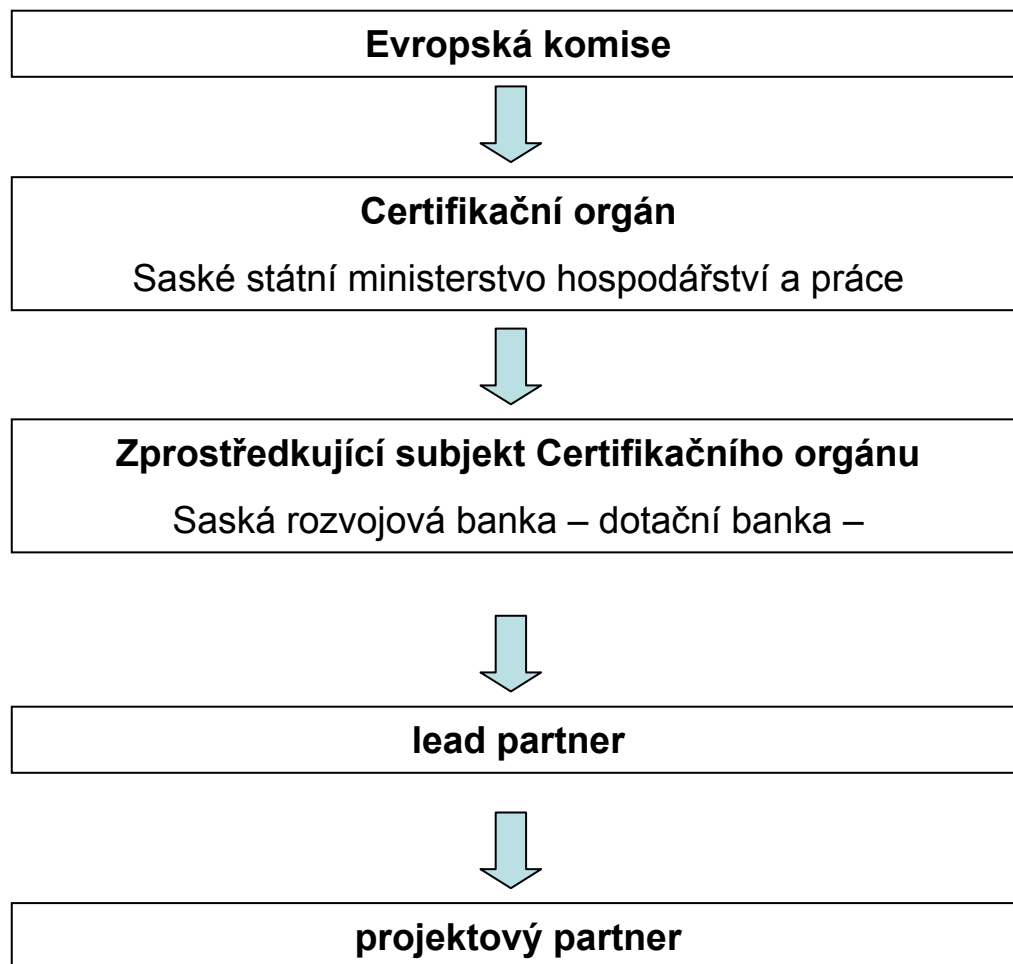 Evropská komise
Certifikační orgán
Saské státní ministerstvo hospodářství a práce
Zprostředkující subjekt Certifikačního orgánu
Saská rozvojová banka – dotační banka –
lead partner
projektový partner